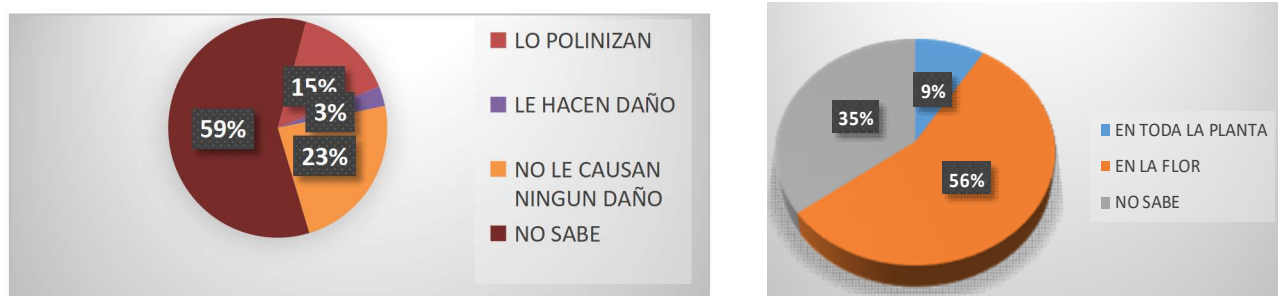 15%
3%
59%
23%
LO POLINIZAN
LE HACEN DAÑO
NO LE CAUSAN
NINGUN DAÑO
NO SABE
9%
35%
56%
EN TODA LA PLANTA
EN LA FLOR
NO SABE